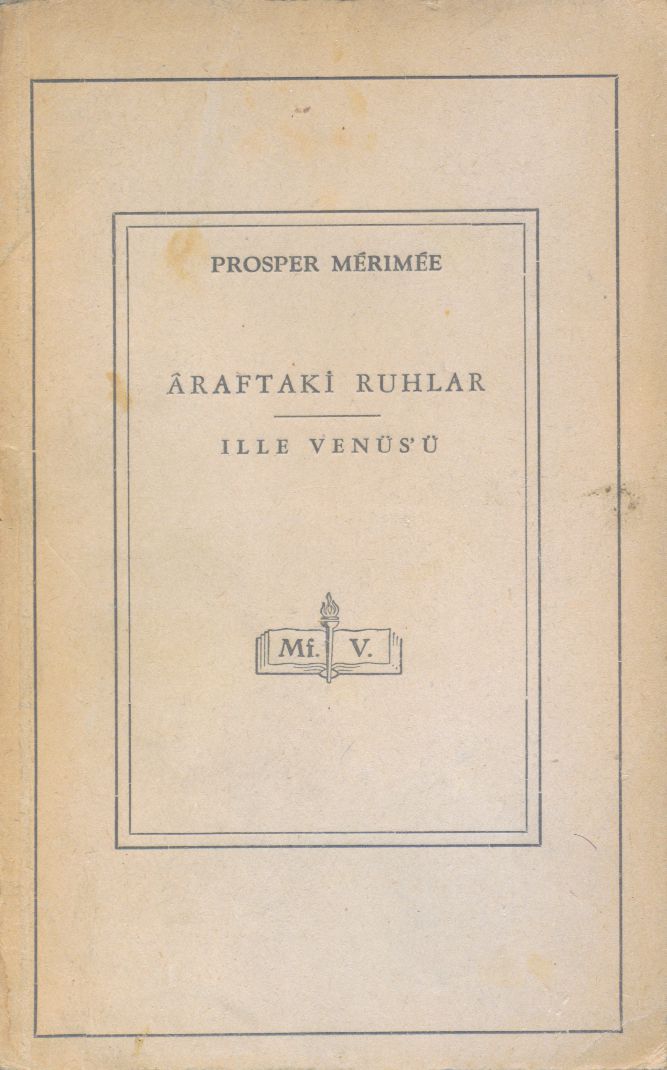 PROSPER MÉRIMÉE
ÂRAFTAKİ RUHLAR
ILLE VENÜS'Ü
Mf. V.